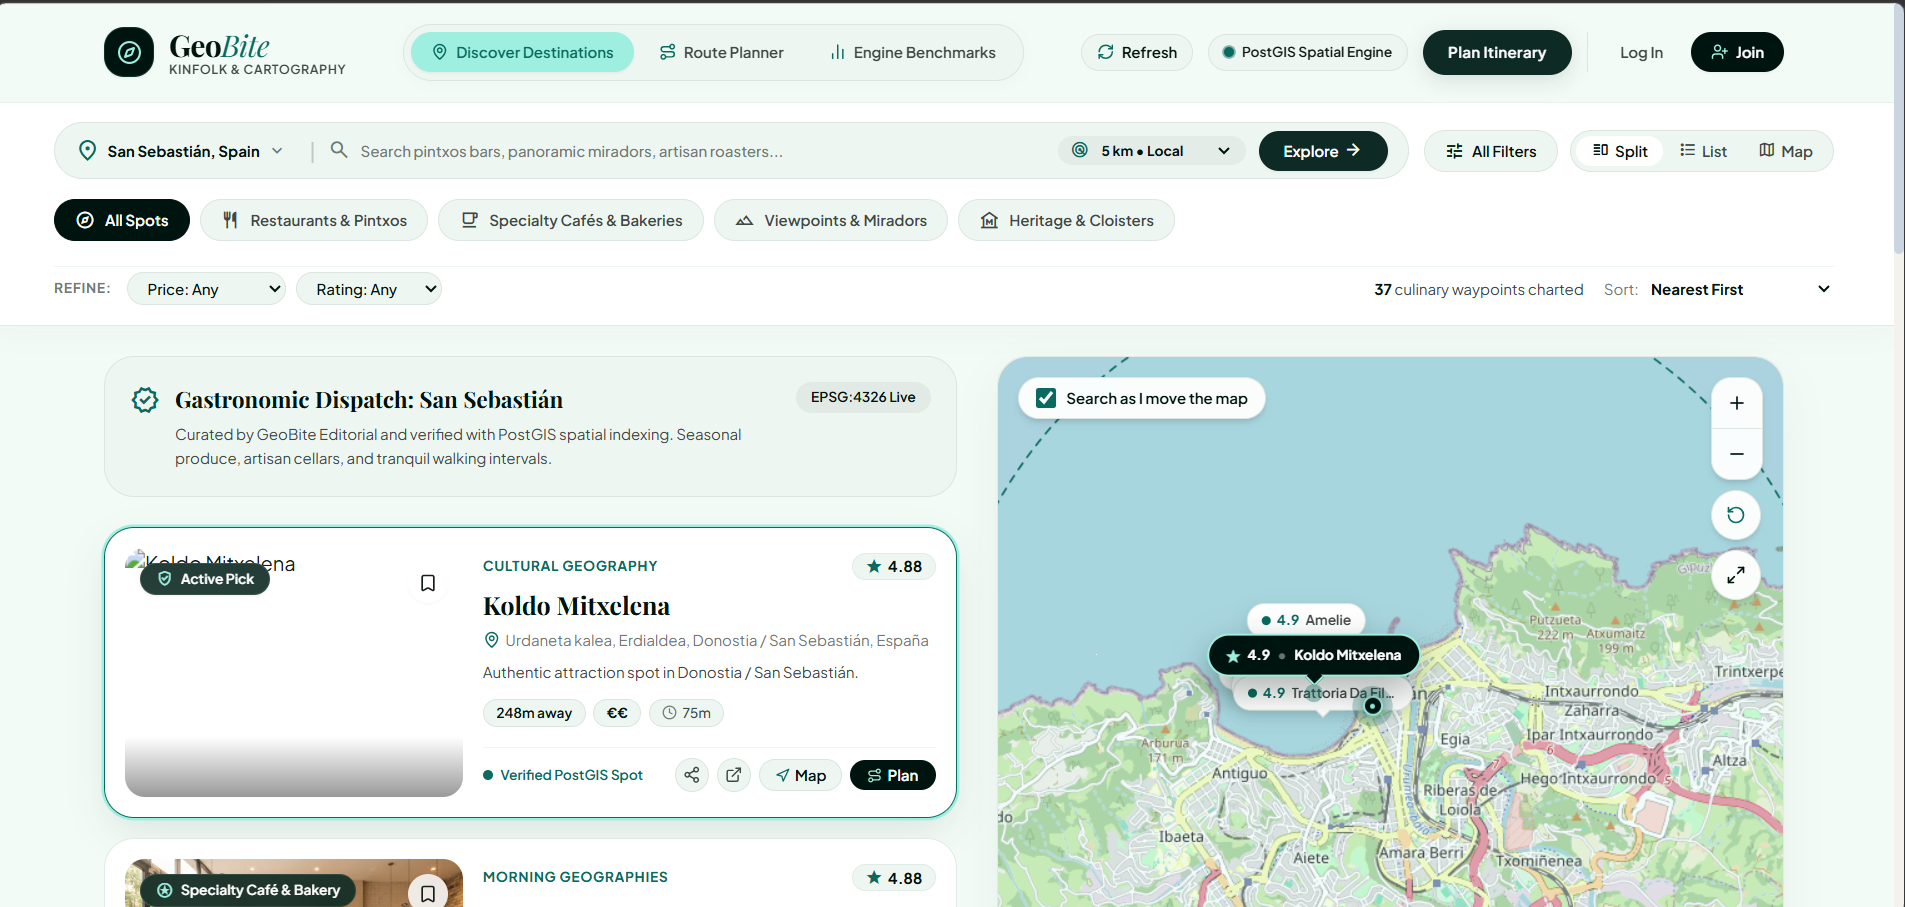 GeoBite
KINFOLK & CARTOGRAPHY
Discover Destinations
Route Planner
Engine Benchmarks
Refresh
PostGIS Spatial Engine
Plan Itinerary
Log In
Join
San Sebastián, Spain
Search pintxos bars, panoramic miradors, artisan roasters...
5 km • Local
Explore
All Filters
Split
List
Map
All Spots
Restaurants & Pintxos
Specialty Cafés & Bakeries
Viewpoints & Miradors
Heritage & Cloisters
REFINE:
Price: Any
Rating: Any
37 culinary waypoints charted
Sort: Nearest First
Gastronomic Dispatch: San Sebastián
EPSG:4326 Live
Curated by GeoBite Editorial and verified with PostGIS spatial indexing. Seasonal
produce, artisan cellars, and tranquil walking intervals.
Koldo Mitxelena
Active Pick
CULTURAL GEOGRAPHY
4.88
Koldo Mitxelena
Urdaneta kalea, Erdialdea, Donostia / San Sebastián, España
Authentic attraction spot in Donostia / San Sebastián.
248m away
€€
75m
Verified PostGIS Spot
Map
Plan
Specialty Café & Bakery
MORNING GEOGRAPHIES
4.88
Search as I move the map
+
−
Gipuz
4.9 Amelie
Putzueta
222 m
Atxumaitz
199 m
4.9 • Koldo Mitxelena
Trintxerpe
4.9 Trattoria Da Fil...
Intxaurrondo
Zaharra
Ipar Intxaurrondo
Egia
Arburua
171 m
Altza
Antiguo
Hego Intxaurrondo
Riberas de
Loiola
Urumea
do
Ibaeta
Aiete
Amara Berri
Txomiñenea